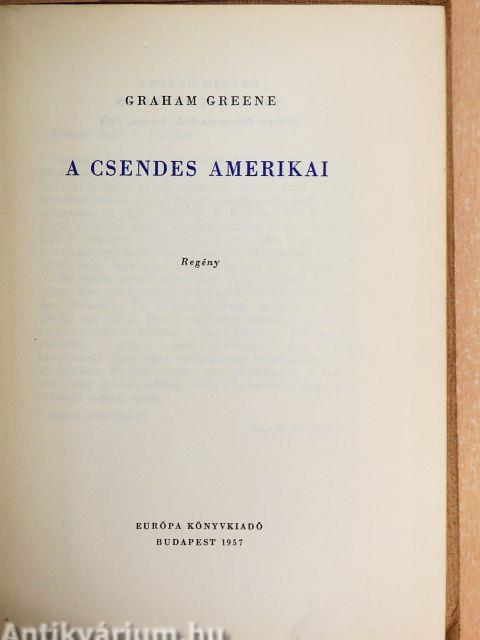 GRAHAM GREENE
A CSENDES AMERIKAI
Regény
EURÓPA KÖNYVKIADÓ
BUDAPEST 1957
Antikvárium.hu